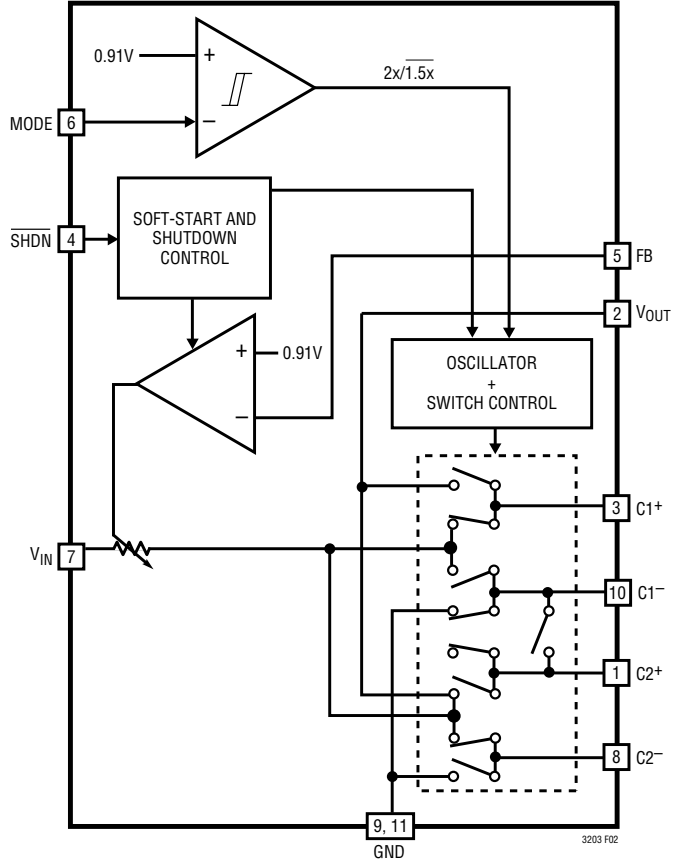 0.91V
+
2x/1.5x
MODE
6
–
SOFT-START AND
SHUTDOWN
CONTROL
SHDN
4
5
FB
2
VOUT
+
0.91V
–
OSCILLATOR
+
SWITCH CONTROL
3
C1+
VIN
7
10
C1–
1
C2+
8
C2–
9, 11
GND
3203 F02